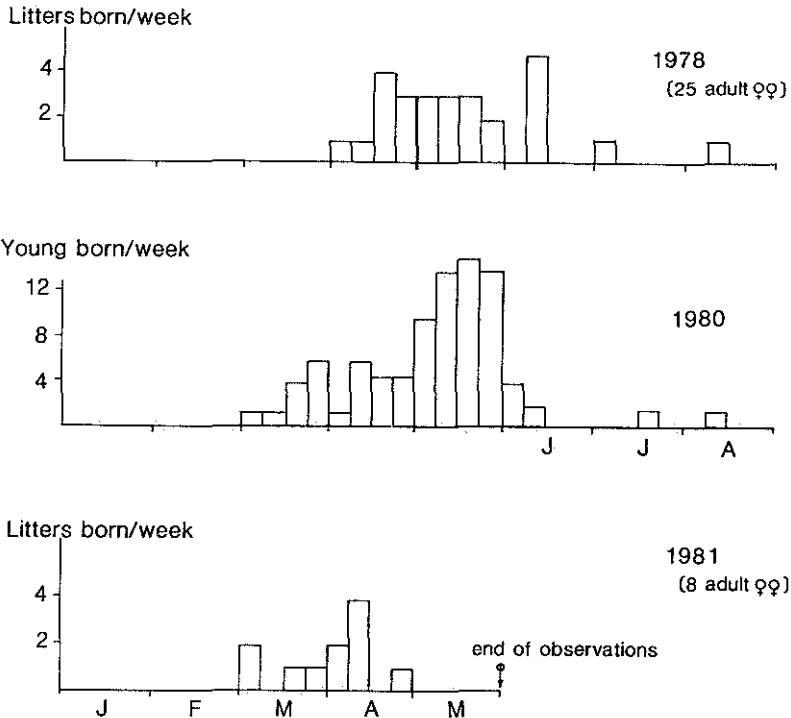 Litters born/week
4
2
1978
(25 adult ♀♀)
Young born/week
12
8
4
1980
J J A
Litters born/week
4
2
1981
(8 adult ♀♀)
end of observations
J F M A M